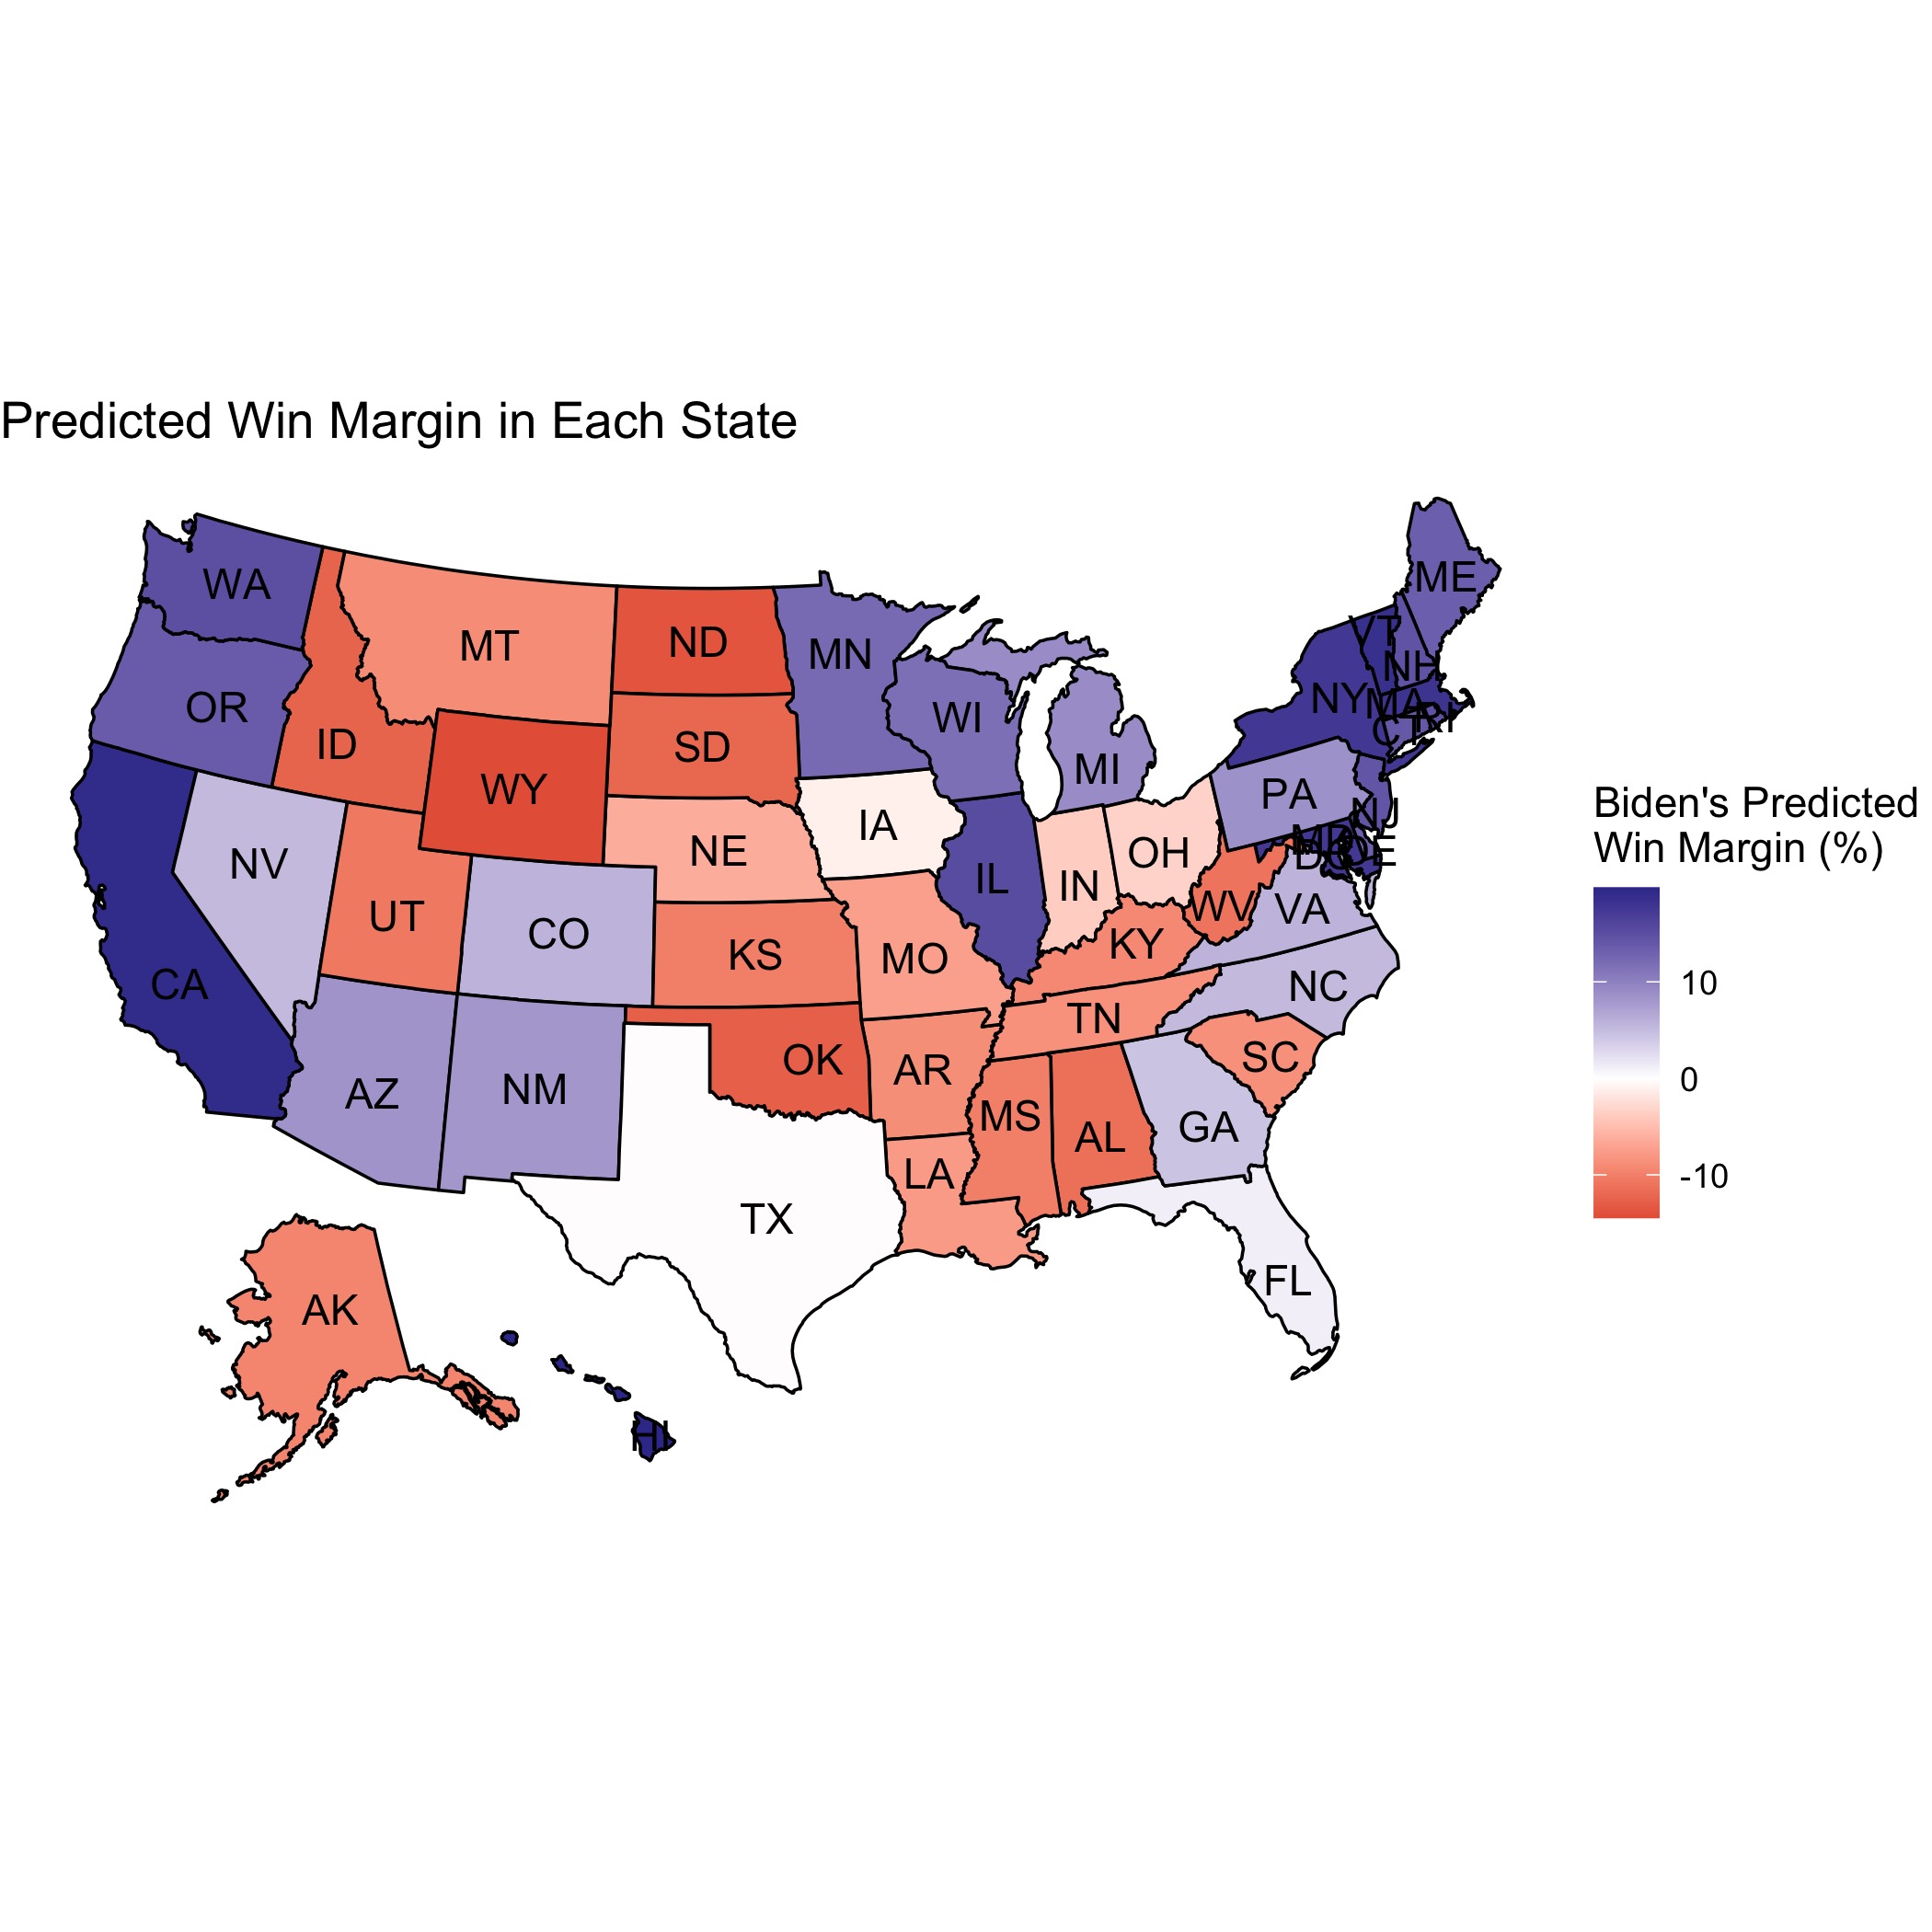 Predicted Win Margin in Each State
WA
ME
VT
MT
ND
MN
NH
OR
NY
MA
RI
WI
CT
ID
SD
MI
WY
PA
NJ
IA
MD
DE
DC
NE
OH
NV
IL
IN
UT
WV
VA
CO
KY
KS
MO
CA
NC
TN
OK
SC
AR
AZ
NM
MS
GA
AL
LA
TX
FL
AK
HI
Biden's Predicted
Win Margin (%)
10
0
-10